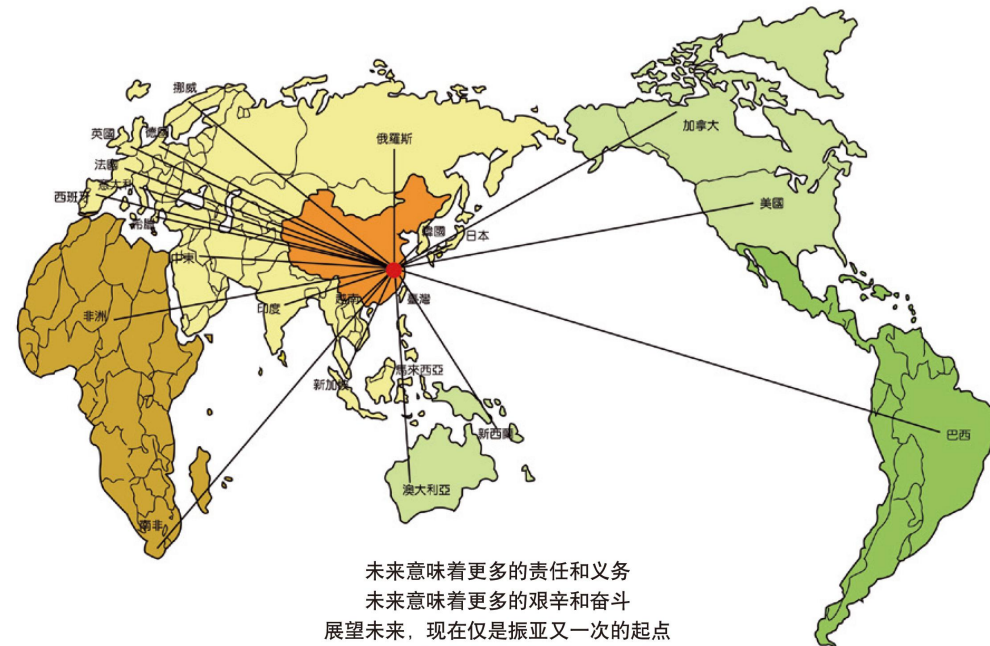 挪威
英國
德國
法國
意大利
西班牙
希臘
中東
俄羅斯
加拿大
美國
韓國
日本
非洲
印度
越南
臺灣
新加坡
馬來西亞
新西蘭
澳大利亞
巴西
南非
未来意味着更多的责任和义务
未来意味着更多的艰辛和奋斗
展望未来，现在仅是振亚又一次的起点